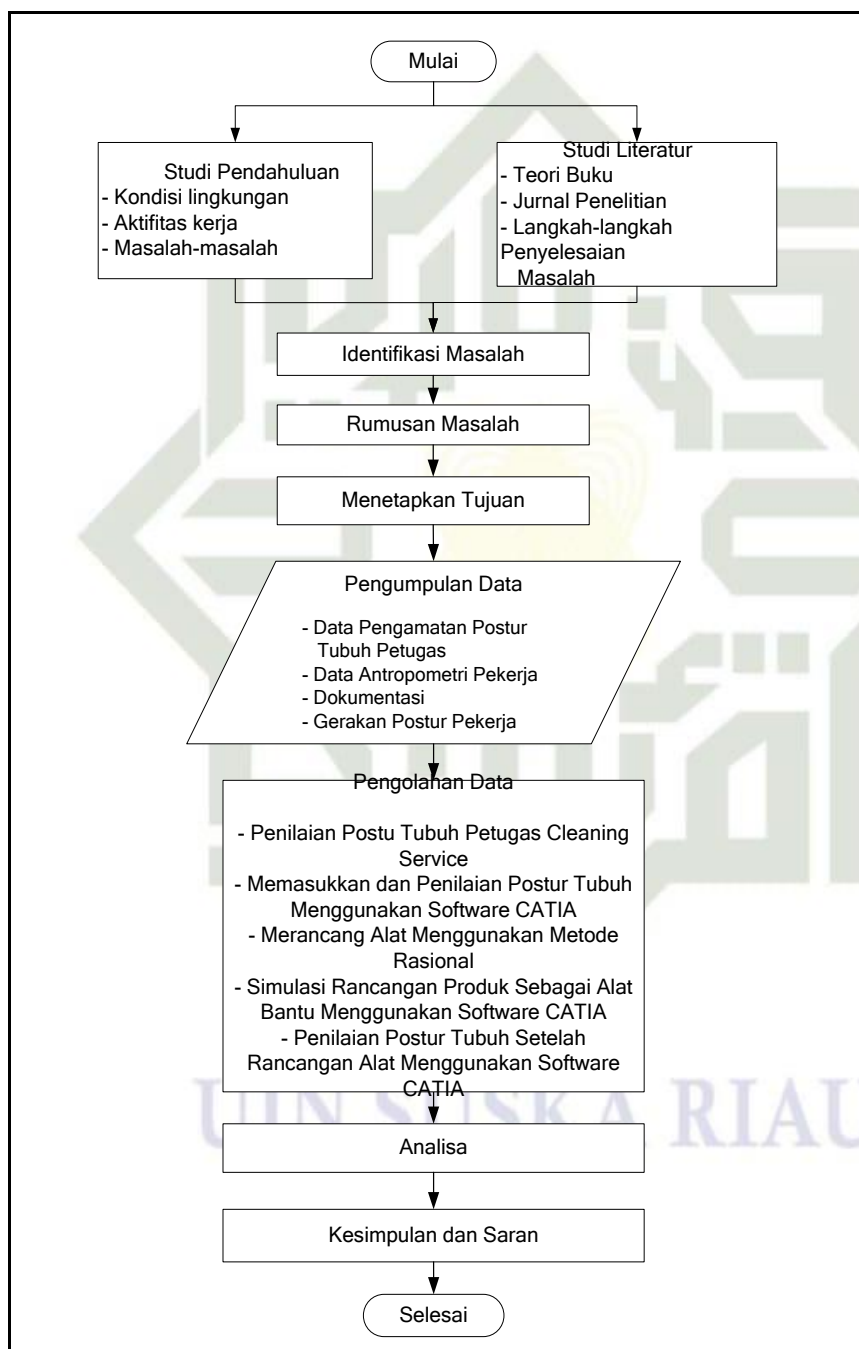 Mulai
Studi Pendahuluan
- Kondisi lingkungan
- Aktifitas kerja
- Masalah-masalah
Studi Literatur
- Teori Buku
- Jurnal Penelitian
- Langkah-langkah
Penyelesaian
Masalah
Identifikasi Masalah
Rumusan Masalah
Menetapkan Tujuan
Pengumpulan Data
- Data Pengamatan Postur
Tubuh Petugas
- Data Antropometri Pekerja
- Dokumentasi
- Gerakan Postur Pekerja
Pengolahan Data
- Penilaian Postu Tubuh Petugas Cleaning
Service
- Memasukkan dan Penilaian Postur Tubuh
Menggunakan Software CATIA
- Merancang Alat Menggunakan Metode
Rasional
- Simulasi Rancangan Produk Sebagai Alat
Bantu Menggunakan Software CATIA
- Penilaian Postur Tubuh Setelah
Rancangan Alat Menggunakan Software
CATIA
UIN SUSKA RIAU
Analisa
Kesimpulan dan Saran
Selesai